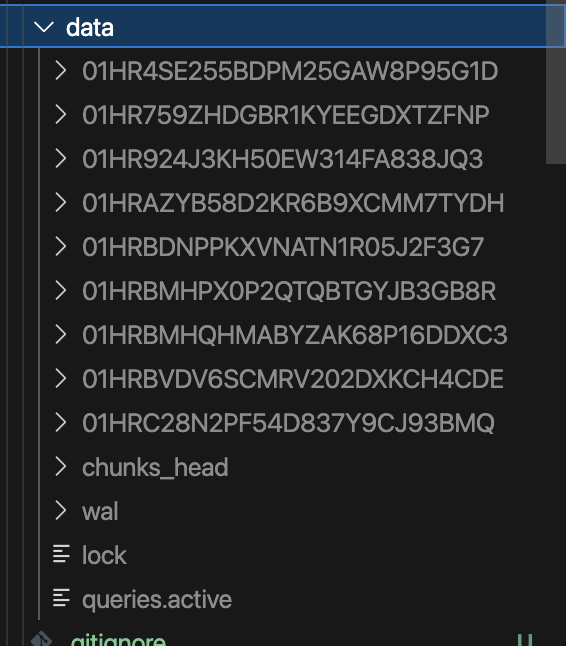 data
01HR4SE255BDPM25GAW8P95G1D
01HR759ZHDGBR1KYEEGDXTZFNP
01HR924J3KH50EW314FA838JQ3
01HRAZYB58D2KR6B9XCMM7TYDH
01HRBDNPPKXVNATN1R05J2F3G7
01HRBMHPX0P2QTQBTGYJB3GB8R
01HRBMHQHMABYZAK68P16DDXC3
01HRBVDV6SCMRV202DXKCH4CDE
01HRC28N2PF54D837Y9CJ93BMQ
chunks_head
wal
lock
queries.active
.gitignore U